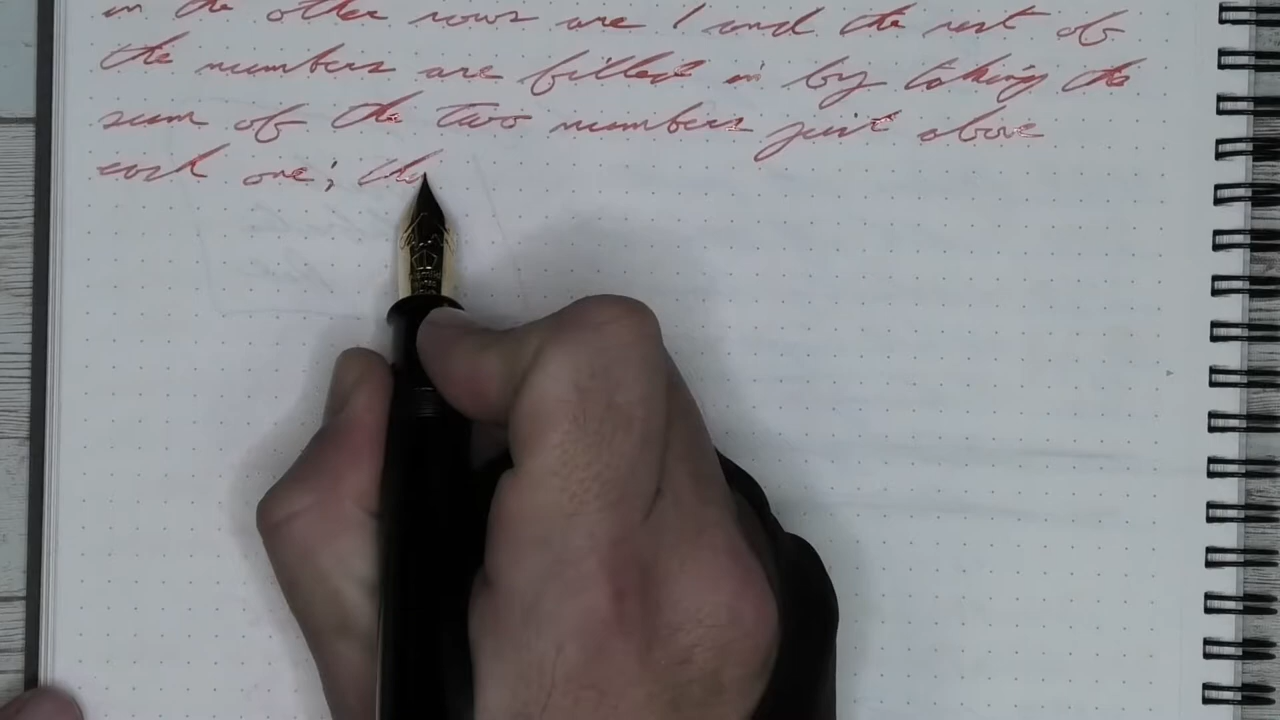 in the other rows are 1 and the rest of
the numbers are filled in by taking the
sum of the two numbers just above
each one; the